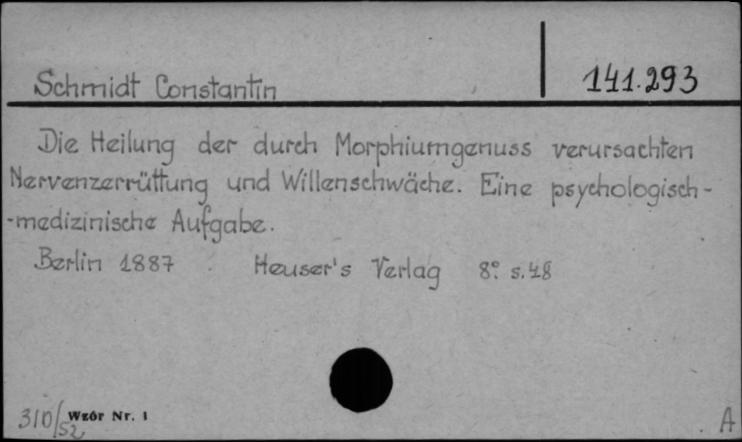 Schmidt Constantin 141.293
Die Heilung der durch Morphiumgenuss verursachten
Nervenzerrüttung und Willenschwäche. Eine psychologisch-
-medizinische Aufgabe.
Berlin 1887 Heuser's Verlag 8° s.48
310/52 Wzór Nr. 1 A